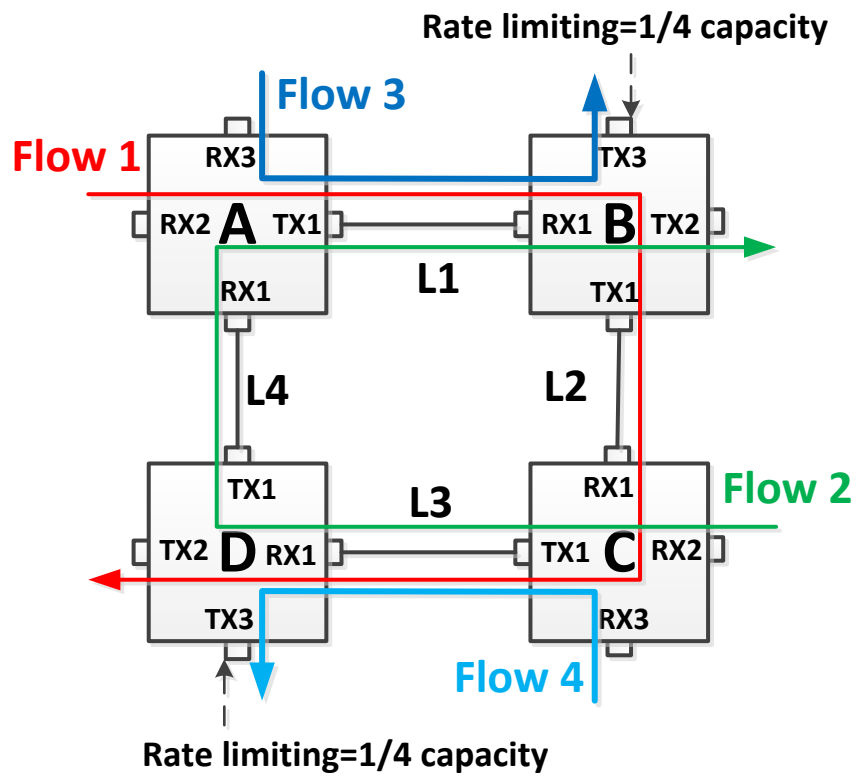 Rate limiting=1/4 capacity
Flow 3
Flow 1
RX3
TX3
RX2 A TX1
RX1 B TX2
L1
RX1
TX1
L4
L2
TX1
RX1
L3
Flow 2
TX2 D RX1
TX1 C RX2
TX3
RX3
Flow 4
Rate limiting=1/4 capacity